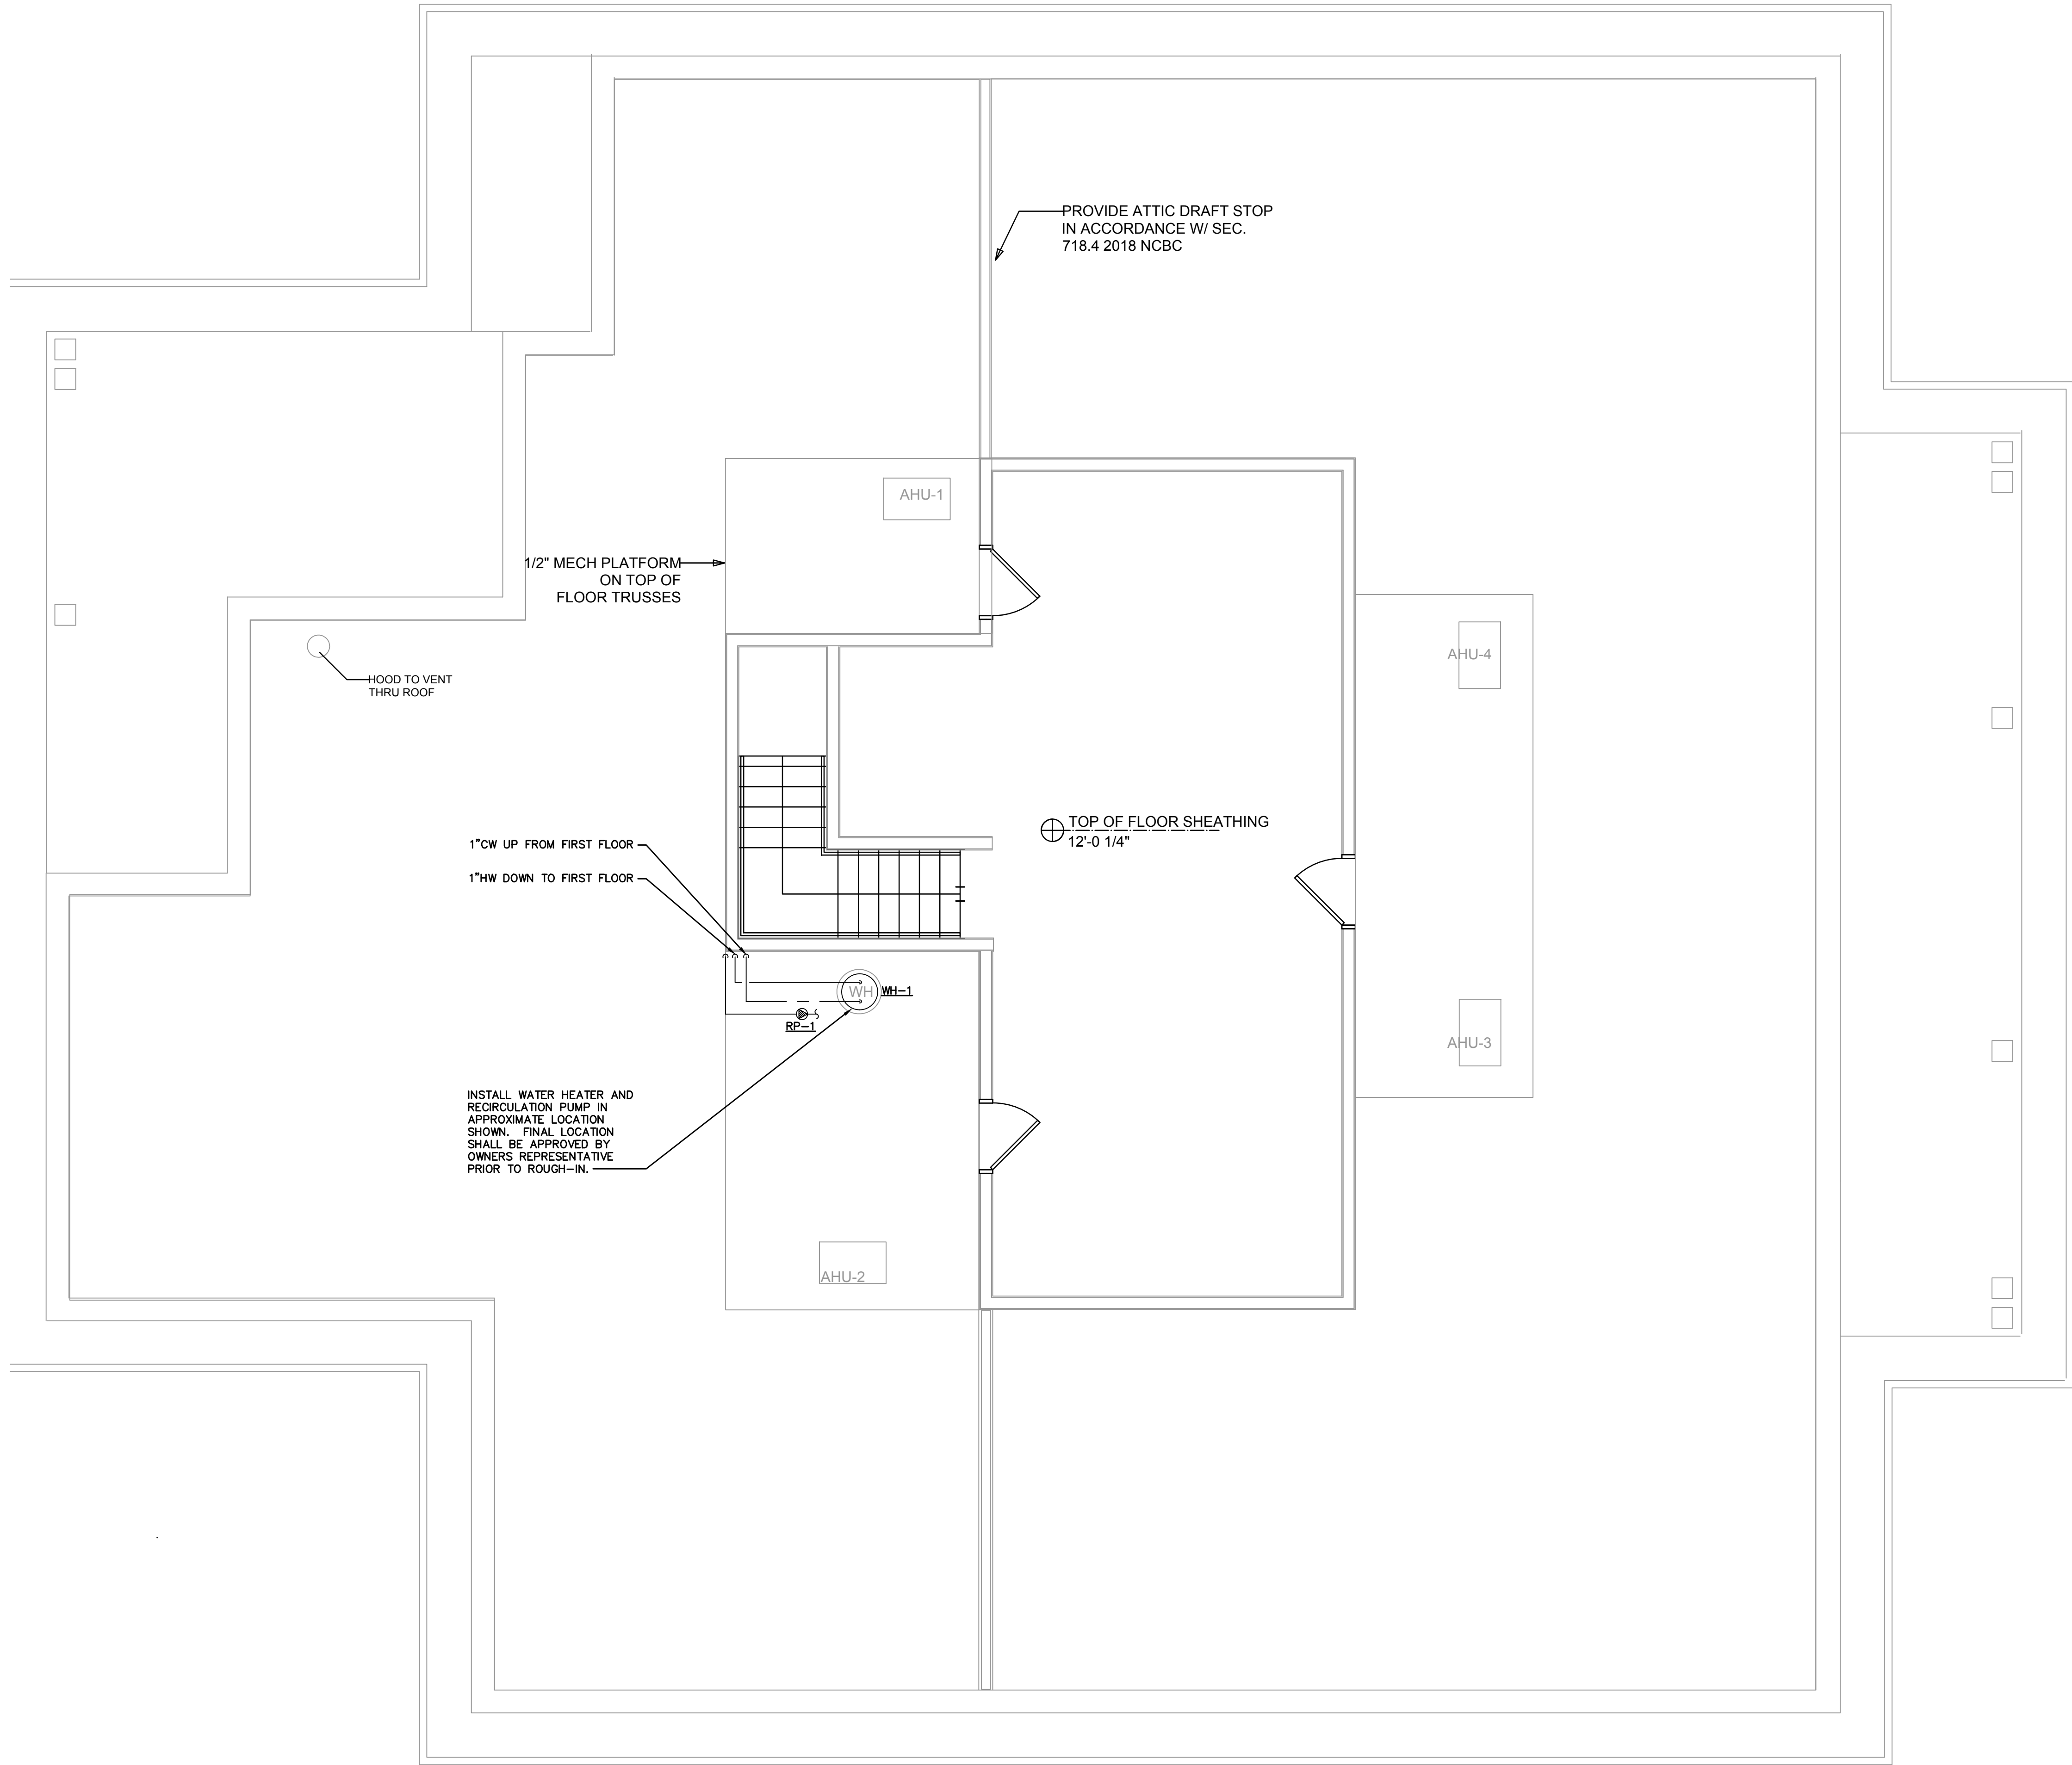 PROVIDE ATTIC DRAFT STOP
IN ACCORDANCE W/ SEC.
718.4 2018 NCBC
AHU-1
1/2" MECH PLATFORM
ON TOP OF
FLOOR TRUSSES
AHU-4
HOOD TO VENT
THRU ROOF
TOP OF FLOOR SHEATHING
12'-0 1/4"
1"CW UP FROM FIRST FLOOR
1"HW DOWN TO FIRST FLOOR
WH
WH-1
RP-1
AHU-3
INSTALL WATER HEATER AND
RECIRCULATION PUMP IN
APPROXIMATE LOCATION
SHOWN. FINAL LOCATION
SHALL BE APPROVED BY
OWNERS REPRESENTATIVE
PRIOR TO ROUGH-IN.
AHU-2